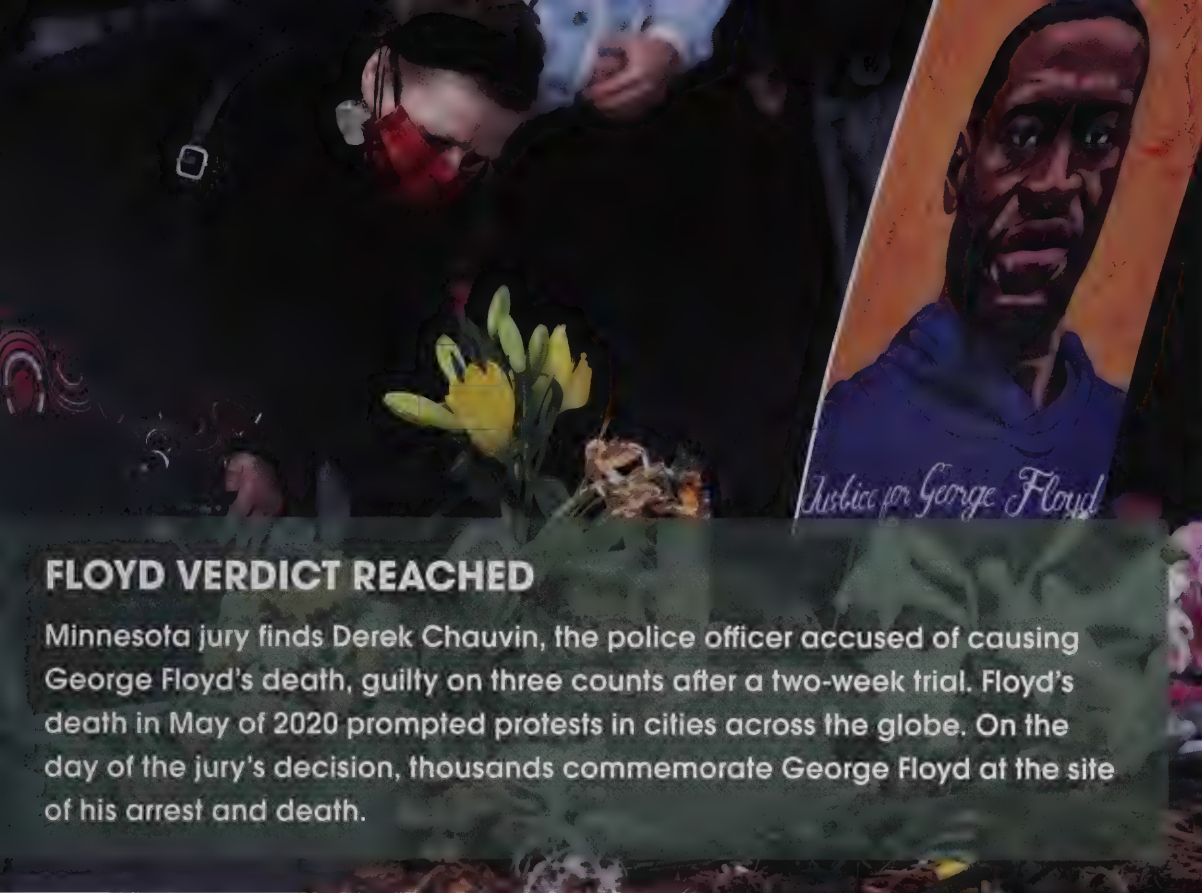 Justice for George Floyd
FLOYD VERDICT REACHED
Minnesota jury finds Derek Chauvin, the police officer accused of causing
George Floyd's death, guilty on three counts after a two-week trial. Floyd's
death in May of 2020 prompted protests in cities across the globe. On the
day of the jury's decision, thousands commemorate George Floyd at the site
of his arrest and death.